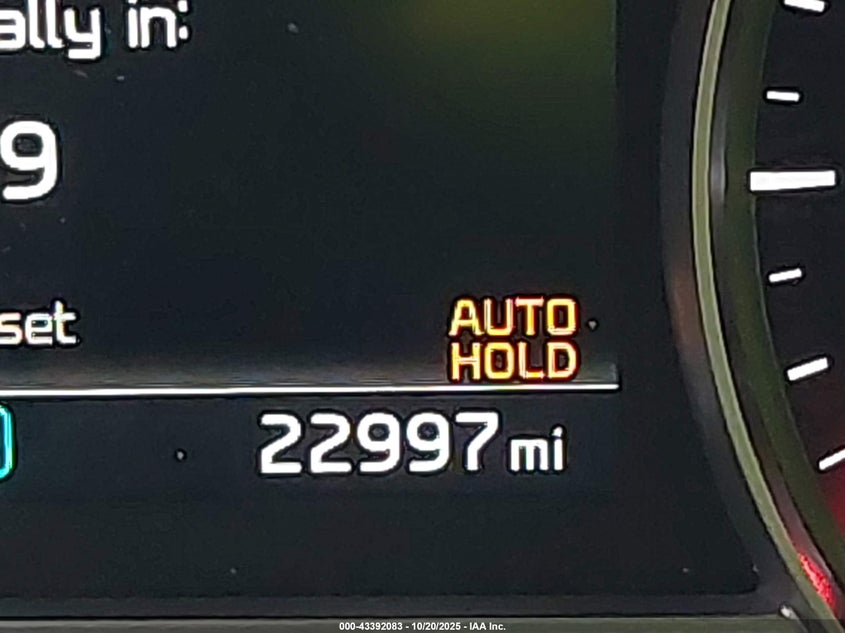 ally in:
9
set
AUTO
HOLD
22997 mi
000-43392083 - 10/20/2025 - IAA Inc.